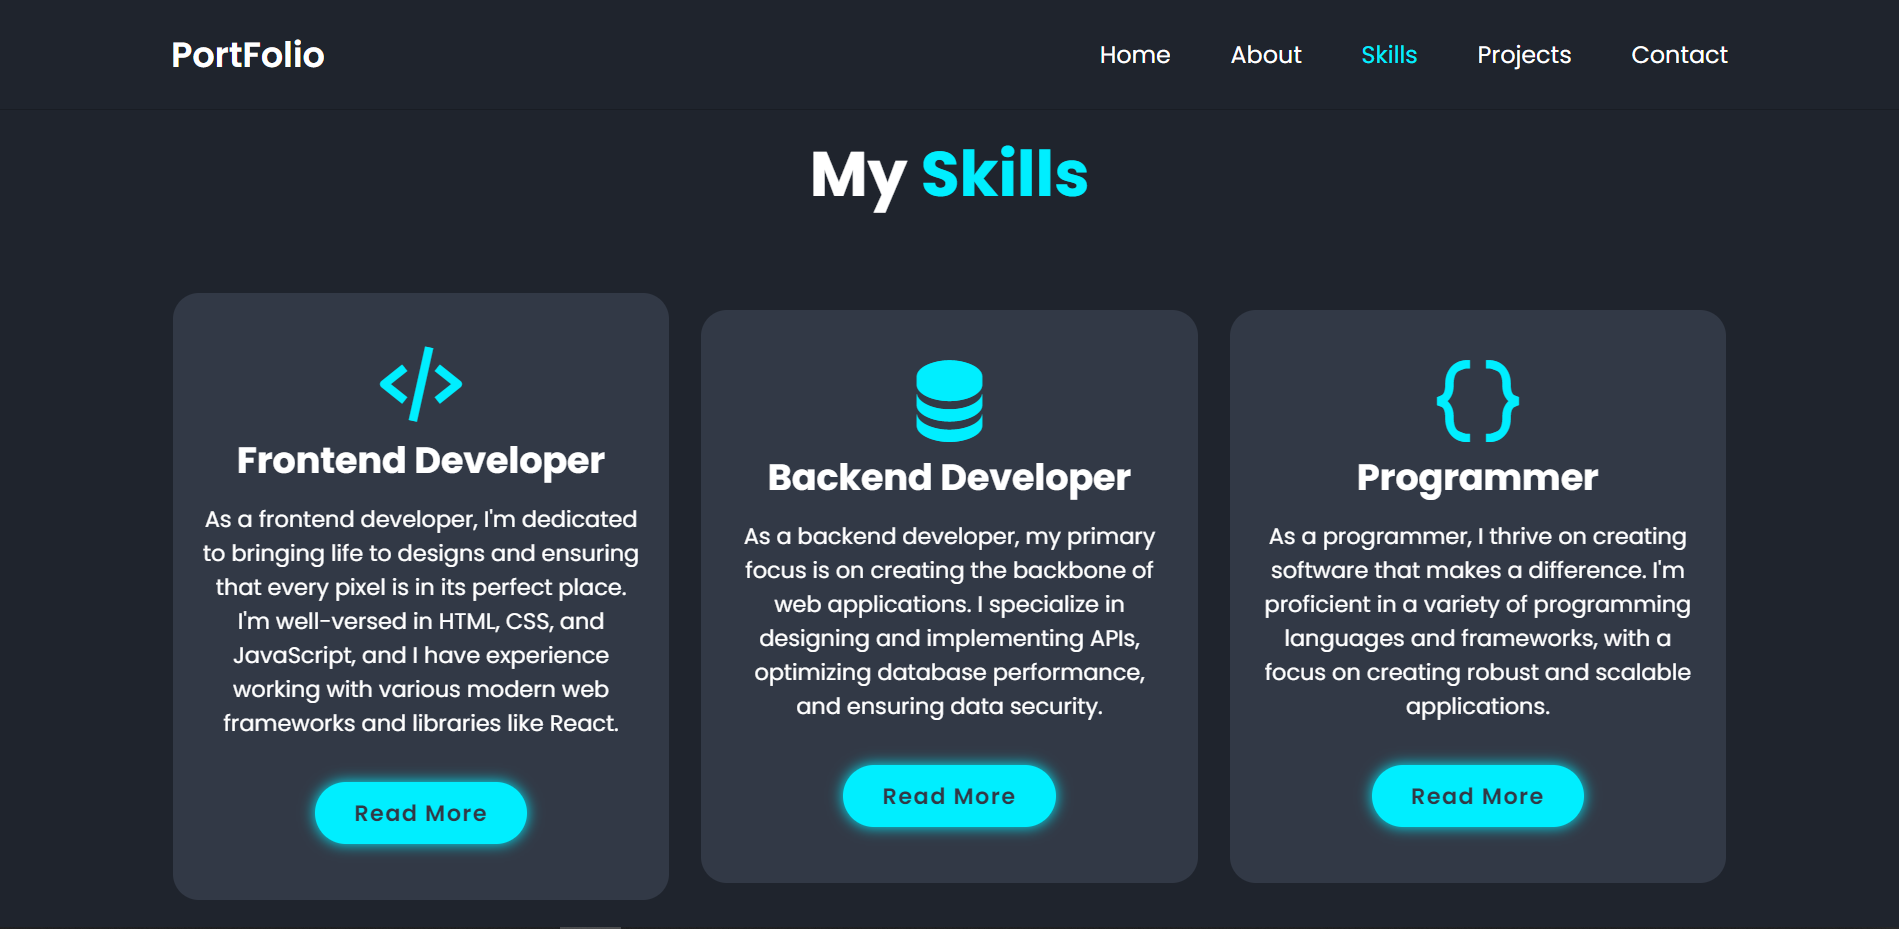 PortFolio
Home About Skills Projects Contact
My Skills
Frontend Developer
As a frontend developer, I'm dedicated
to bringing life to designs and ensuring
that every pixel is in its perfect place.
I'm well-versed in HTML, CSS, and
JavaScript, and I have experience
working with various modern web
frameworks and libraries like React.
Read More
Backend Developer
As a backend developer, my primary
focus is on creating the backbone of
web applications. I specialize in
designing and implementing APIs,
optimizing database performance,
and ensuring data security.
Read More
Programmer
As a programmer, I thrive on creating
software that makes a difference. I'm
proficient in a variety of programming
languages and frameworks, with a
focus on creating robust and scalable
applications.
Read More